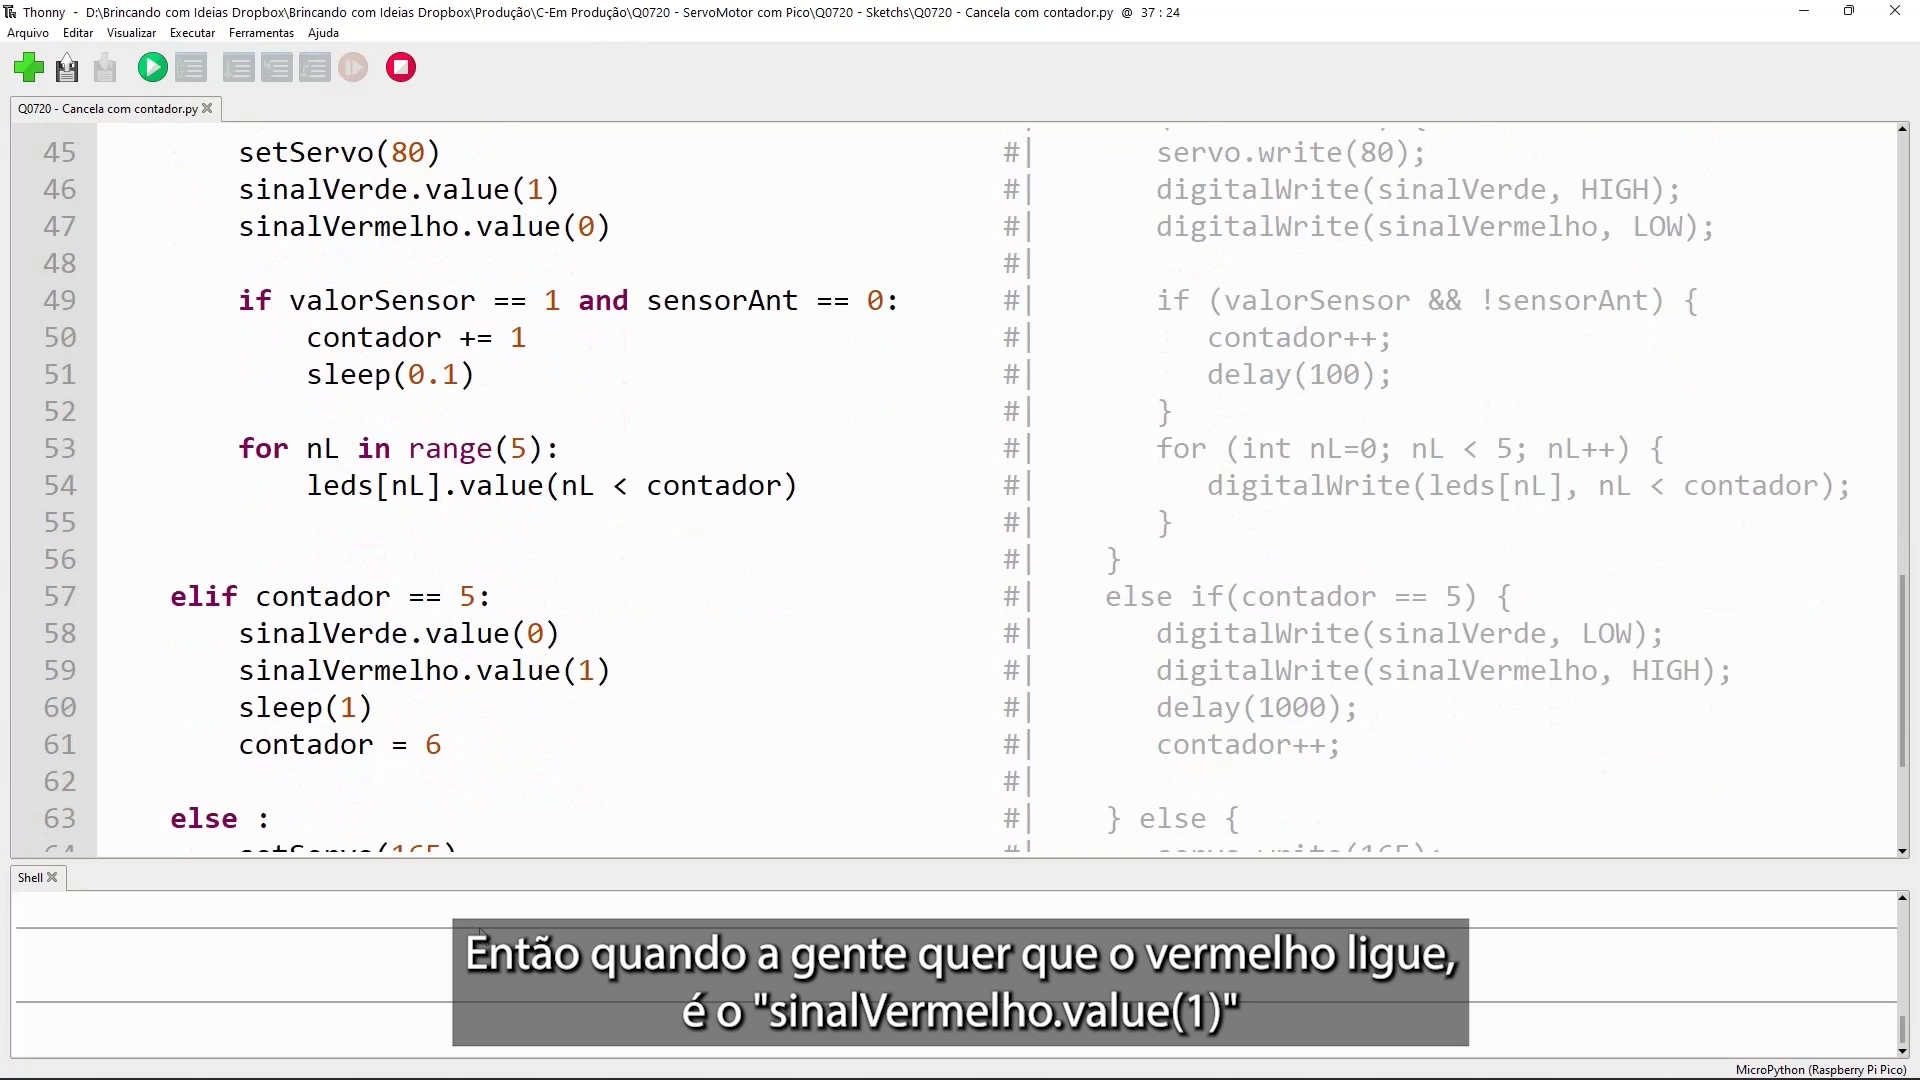 Thonny - D:\Brincando com Ideias Dropbox\Brincando com Ideias Dropbox\Produção\C-Em Produção\Q0720 - ServoMotor com Pico\Q0720 - Sketchs\Q0720 - Cancela com contador.py @ 37 : 24
Arquivo Editar Visualizar Executar Ferramentas Ajuda
Q0720 - Cancela com contador.py
45 setServo(80) #| servo.write(80);
46 sinalVerde.value(1) #| digitalWrite(sinalVerde, HIGH);
47 sinalVermelho.value(0) #| digitalWrite(sinalVermelho, LOW);
48 #|
49 if valorSensor == 1 and sensorAnt == 0: #| if (valorSensor && !sensorAnt) {
50 contador += 1 #| contador++;
51 sleep(0.1) #| delay(100);
52 #| }
53 for nL in range(5): #| for (int nL=0; nL < 5; nL++) {
54 leds[nL].value(nL < contador) #| digitalWrite(leds[nL], nL < contador);
55 #| }
56 #| }
57 elif contador == 5: #| else if(contador == 5) {
58 sinalVerde.value(0) #| digitalWrite(sinalVerde, LOW);
59 sinalVermelho.value(1) #| digitalWrite(sinalVermelho, HIGH);
60 sleep(1) #| delay(1000);
61 contador = 6 #| contador++;
62 #|
63 else : #| } else {
64 setServo(165) #| servo.write(165);
Shell
Então quando a gente quer que o vermelho ligue,
é o "sinalVermelho.value(1)"
MicroPython (Raspberry Pi Pico)